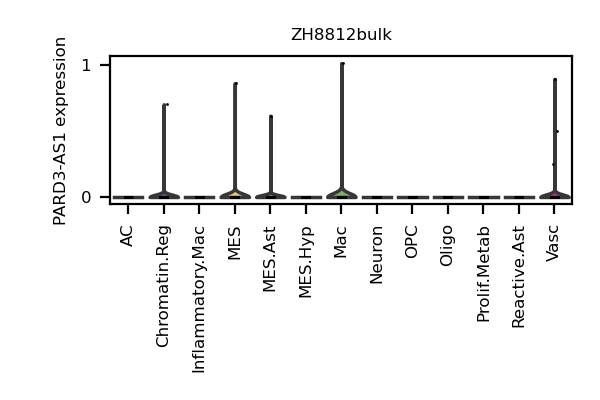 ZH8812bulk
PARD3-AS1 expression
1
0
AC
Chromatin.Reg
Inflammatory.Mac
MES
MES.Ast
MES.Hyp
Mac
Neuron
OPC
Oligo
Prolif.Metab
Reactive.Ast
Vasc